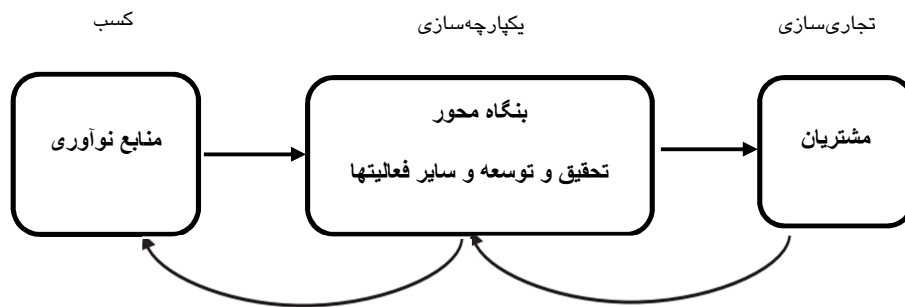 کسب
یکپارچه‌سازی
تجاری‌سازی
منابع نوآوری
بنگاه محور
تحقیق و توسعه و سایر فعالیتها
مشتریان